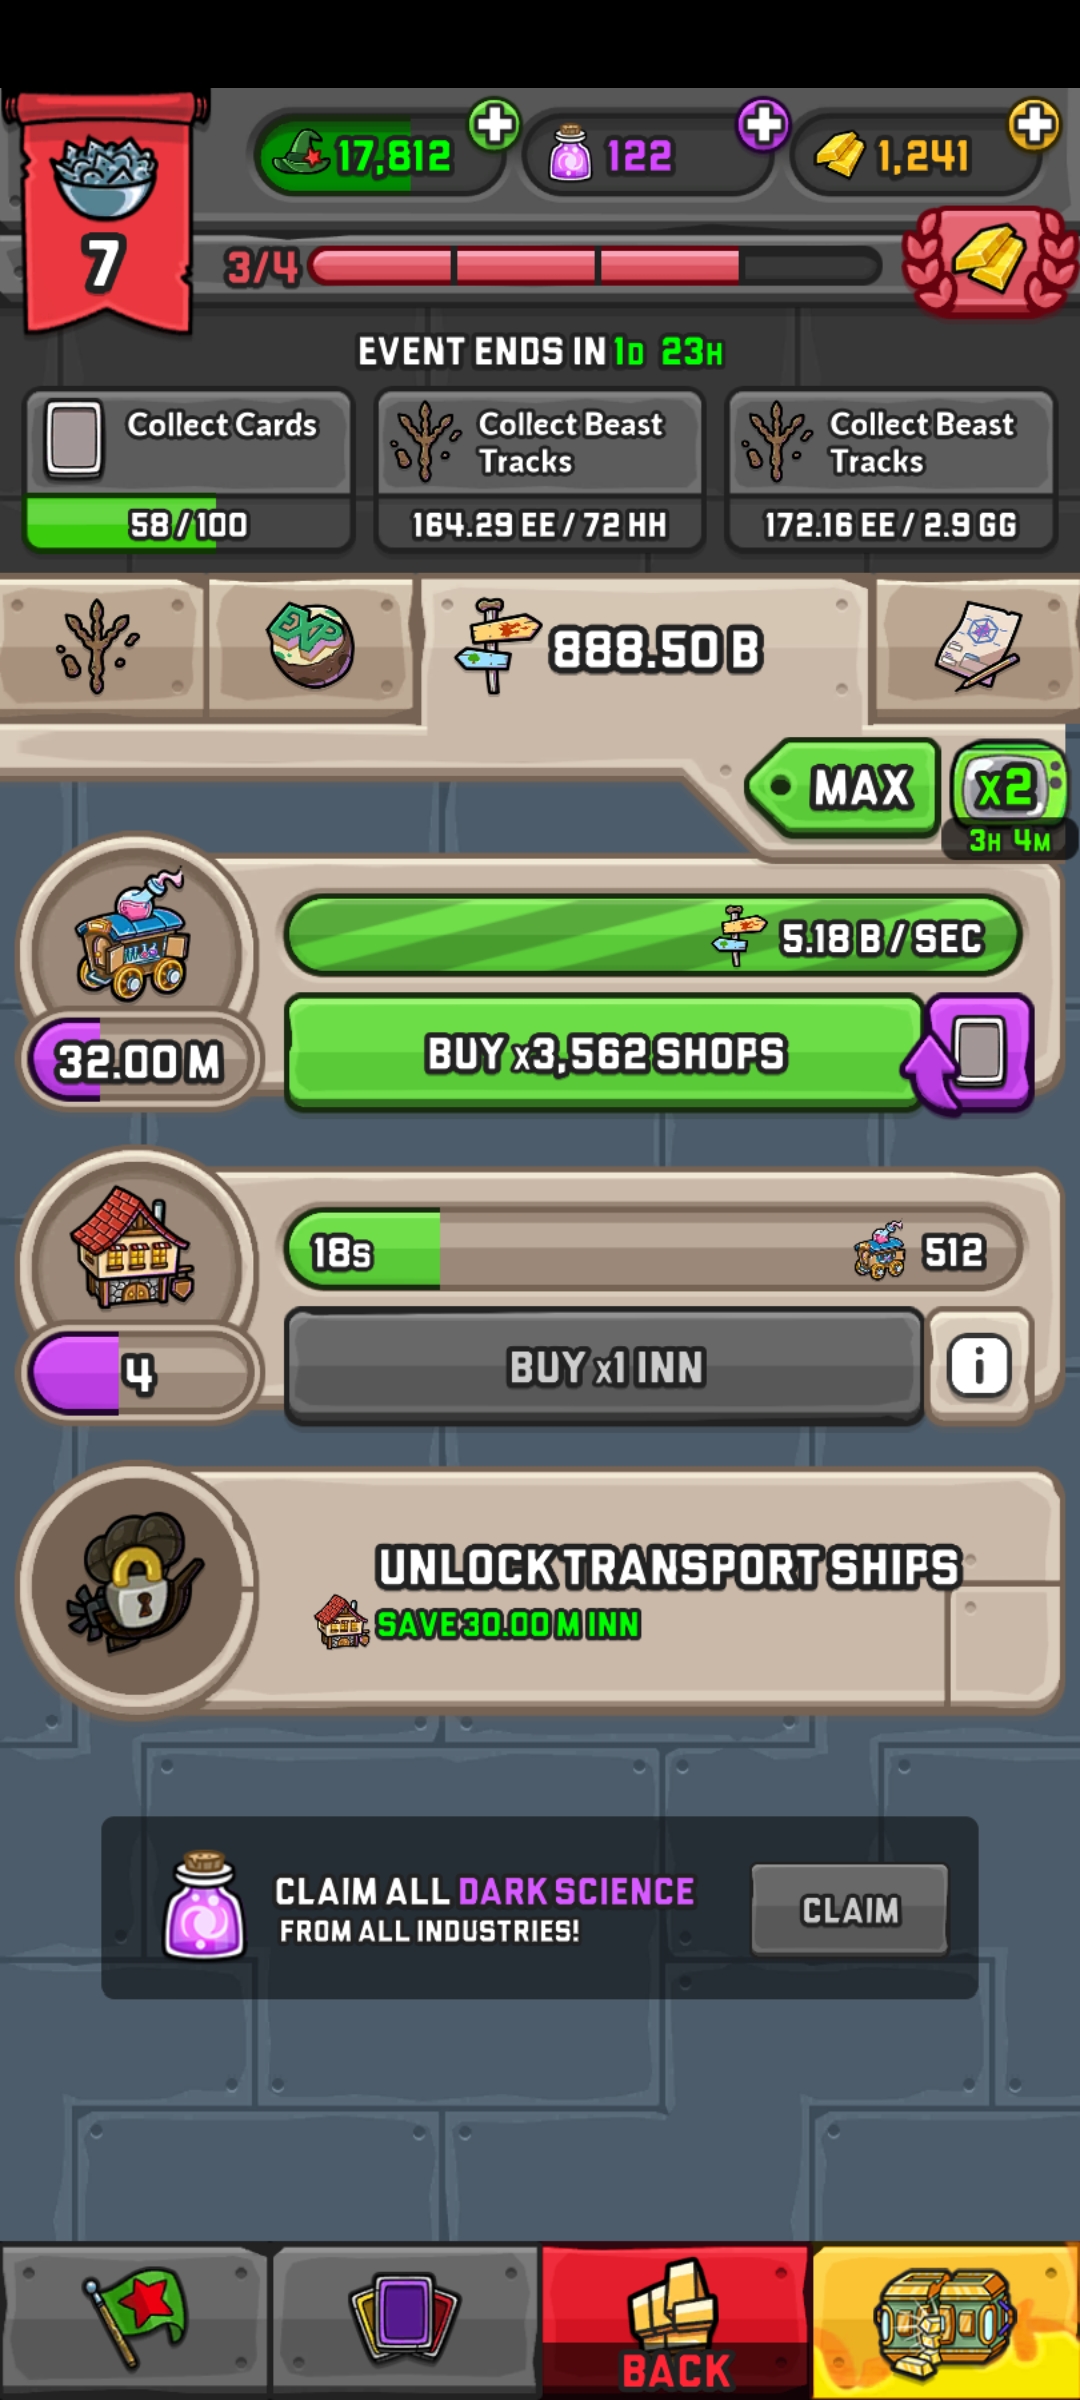 17,812
122
1,241
7
3/4
EVENT ENDS IN 1D 23H
Collect Cards
58/100
Collect Beast
Tracks
164.29 EE / 72 HH
Collect Beast
Tracks
172.16 EE / 2.9 GG
EXP
888.50 B
MAX
x2
3H 4M
5.18 B / SEC
32.00 M
BUY x3,562 SHOPS
18s
512
4
BUY x1 INN
i
UNLOCK TRANSPORT SHIPS
SAVE 30.00 M INN
CLAIM ALL DARK SCIENCE
FROM ALL INDUSTRIES!
CLAIM
BACK